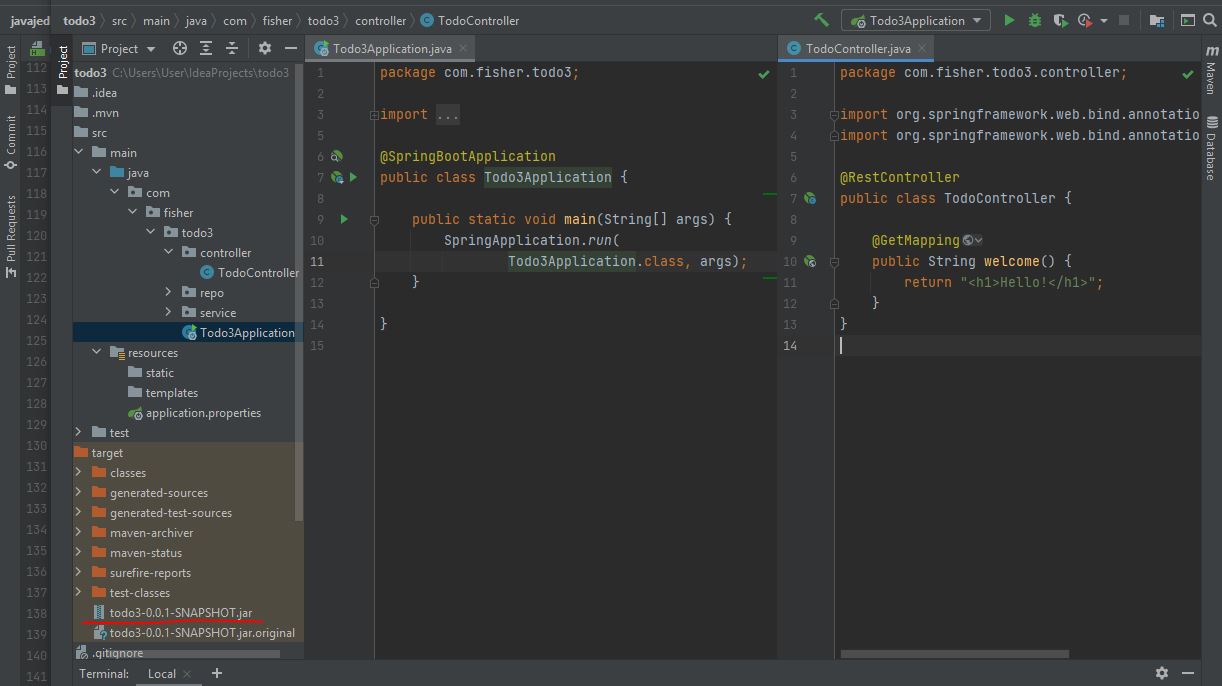 javajed todo3 src main java com fisher todo3 controller TodoController Todo3Application
Project
Commit
Pull Requests
112
113
114
115
116
117
118
119
120
121
122
123
124
125
126
127
128
129
130
131
132
133
134
135
136
137
138
139
140
141
Project
Project
todo3 C:\Users\User\IdeaProjects\todo3
.idea
.mvn
src
main
java
com
fisher
todo3
controller
TodoController
repo
service
Todo3Application
resources
static
templates
application.properties
test
target
classes
generated-sources
generated-test-sources
maven-archiver
maven-status
surefire-reports
test-classes
todo3-0.0.1-SNAPSHOT.jar
todo3-0.0.1-SNAPSHOT.jar.original
.gitignore
Todo3Application.java
1 package com.fisher.todo3;
2
3 import ...
5
6 @SpringBootApplication
7 public class Todo3Application {
8
9 public static void main(String[] args) {
10 SpringApplication.run(
11 Todo3Application.class, args);
12 }
13
14 }
15
TodoController.java
1 package com.fisher.todo3.controller;
2
3 import org.springframework.web.bind.annotatio
4 import org.springframework.web.bind.annotatio
5
6 @RestController
7 public class TodoController {
8
9 @GetMapping
10 public String welcome() {
11 return "<h1>Hello!</h1>";
12 }
13 }
14
m Maven
Database
Terminal: Local